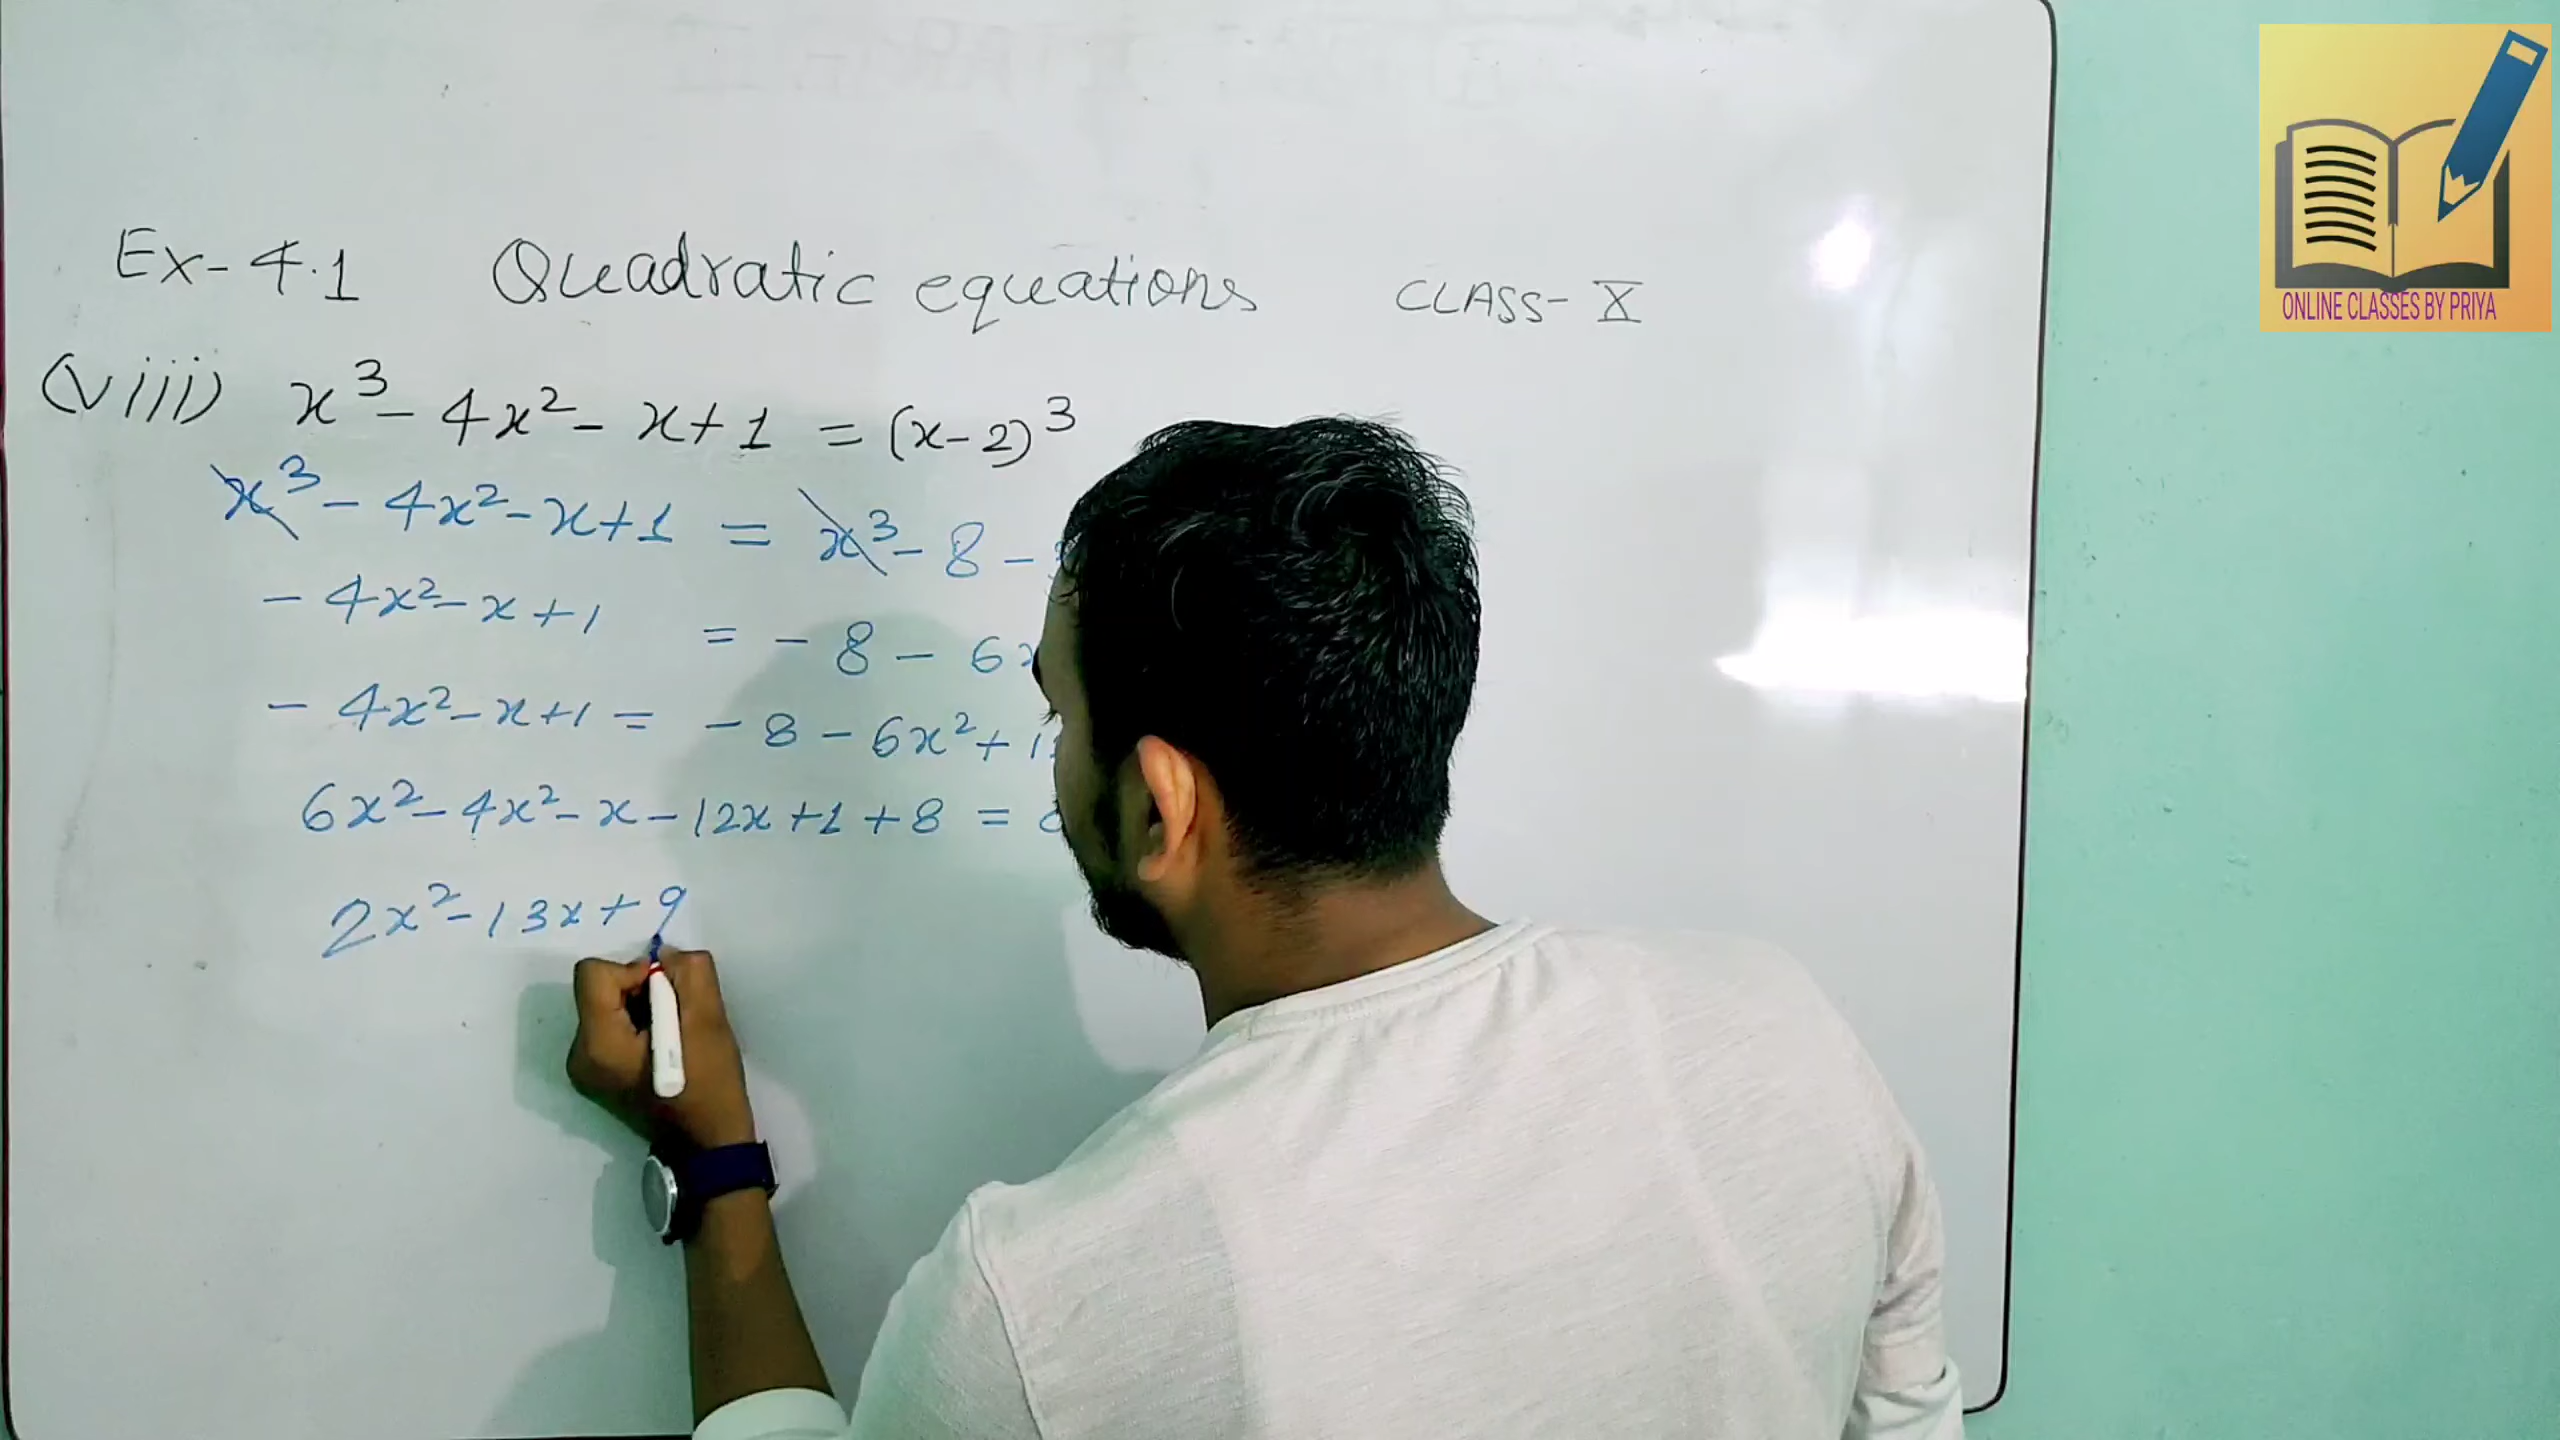 ONLINE CLASSES BY PRIYA
Ex-4.1 Quadratic equations CLASS-X
(viii) x³ - 4x² - x + 1 = (x-2)³
x³ - 4x² - x + 1 = x³ - 8 -
- 4x² - x + 1 = - 8 - 6x
- 4x² - x + 1 = - 8 - 6x² + 1
6x² - 4x² - x - 12x + 1 + 8 =
2x² - 13x + 9